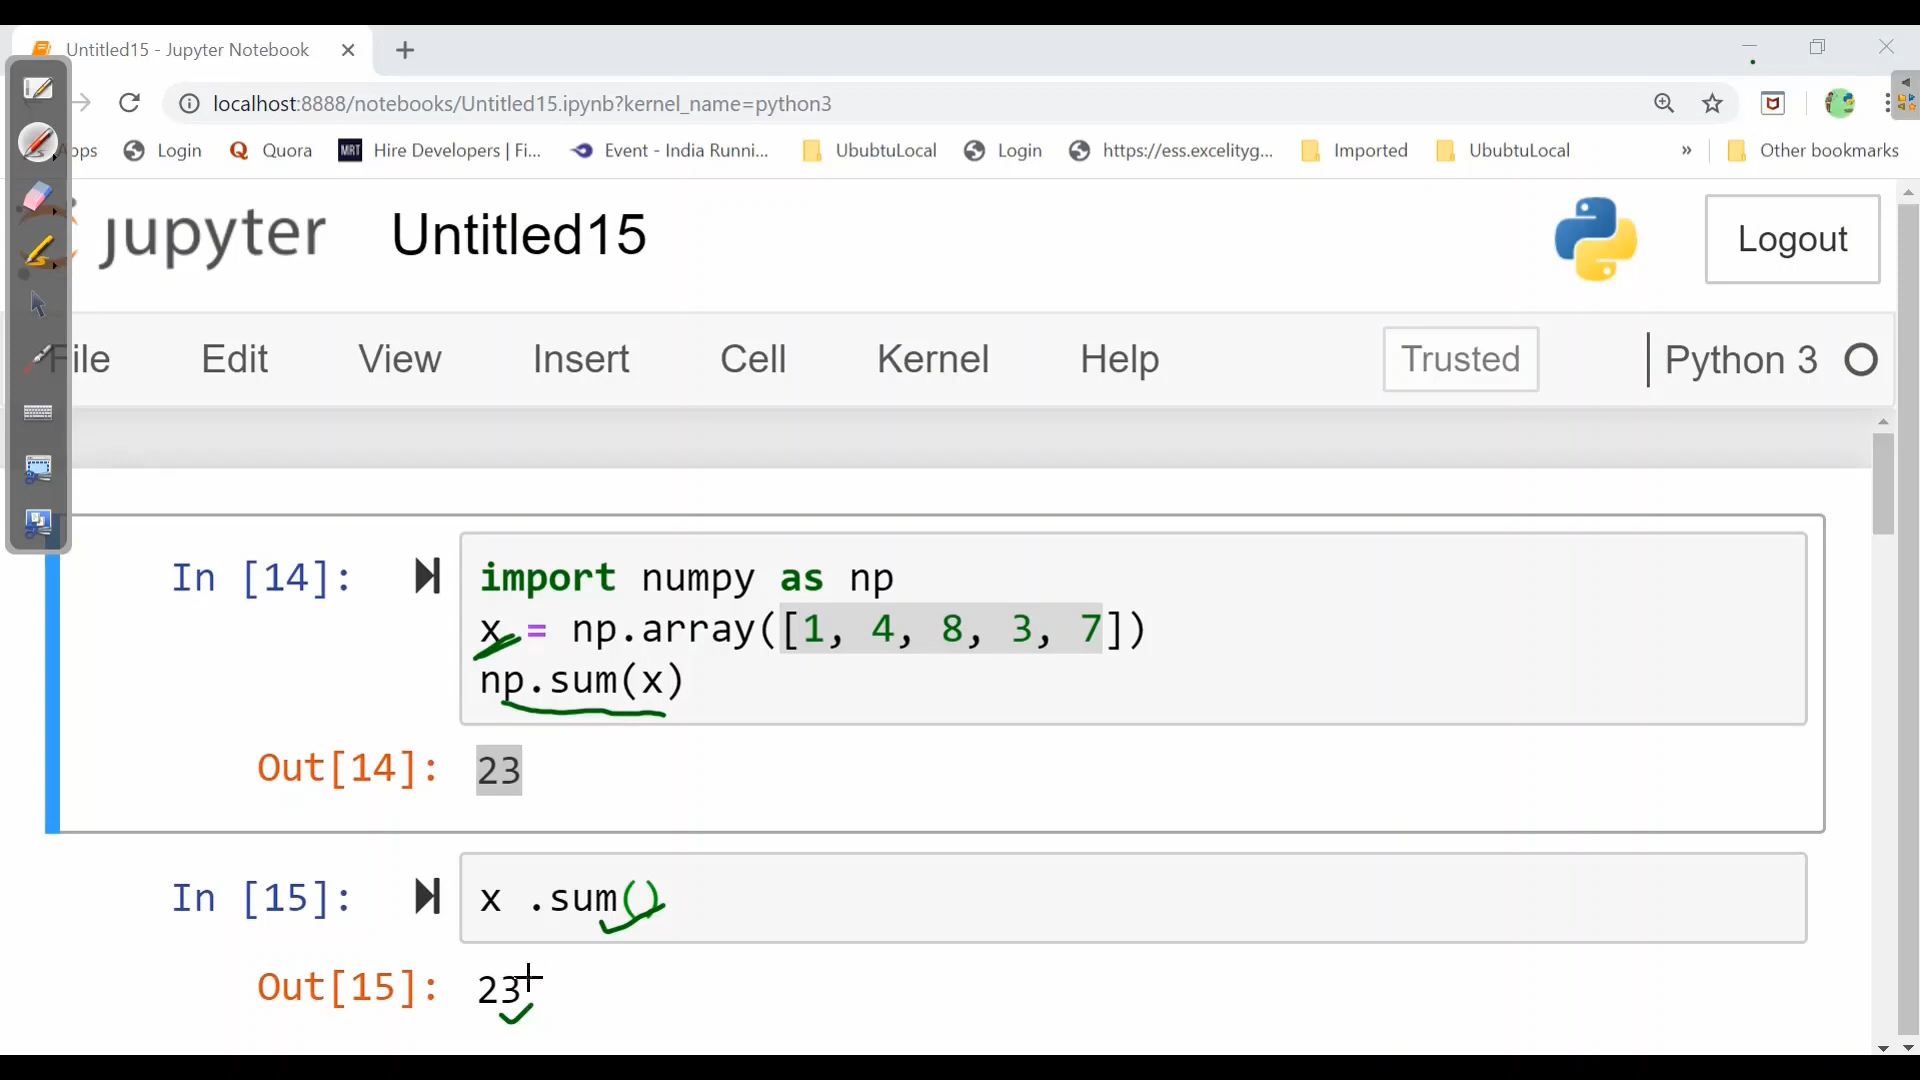 Untitled15 - Jupyter Notebook
localhost:8888/notebooks/Untitled15.ipynb?kernel_name=python3
Apps Login Quora MRT Hire Developers | Fi... Event - India Runni... UbubtuLocal Login https://ess.excelityg... Imported UbubtuLocal » Other bookmarks
jupyter Untitled15 Logout
File Edit View Insert Cell Kernel Help Trusted Python 3
In [14]: import numpy as np
x = np.array([1, 4, 8, 3, 7])
np.sum(x)
Out[14]: 23
In [15]: x .sum()
Out[15]: 23